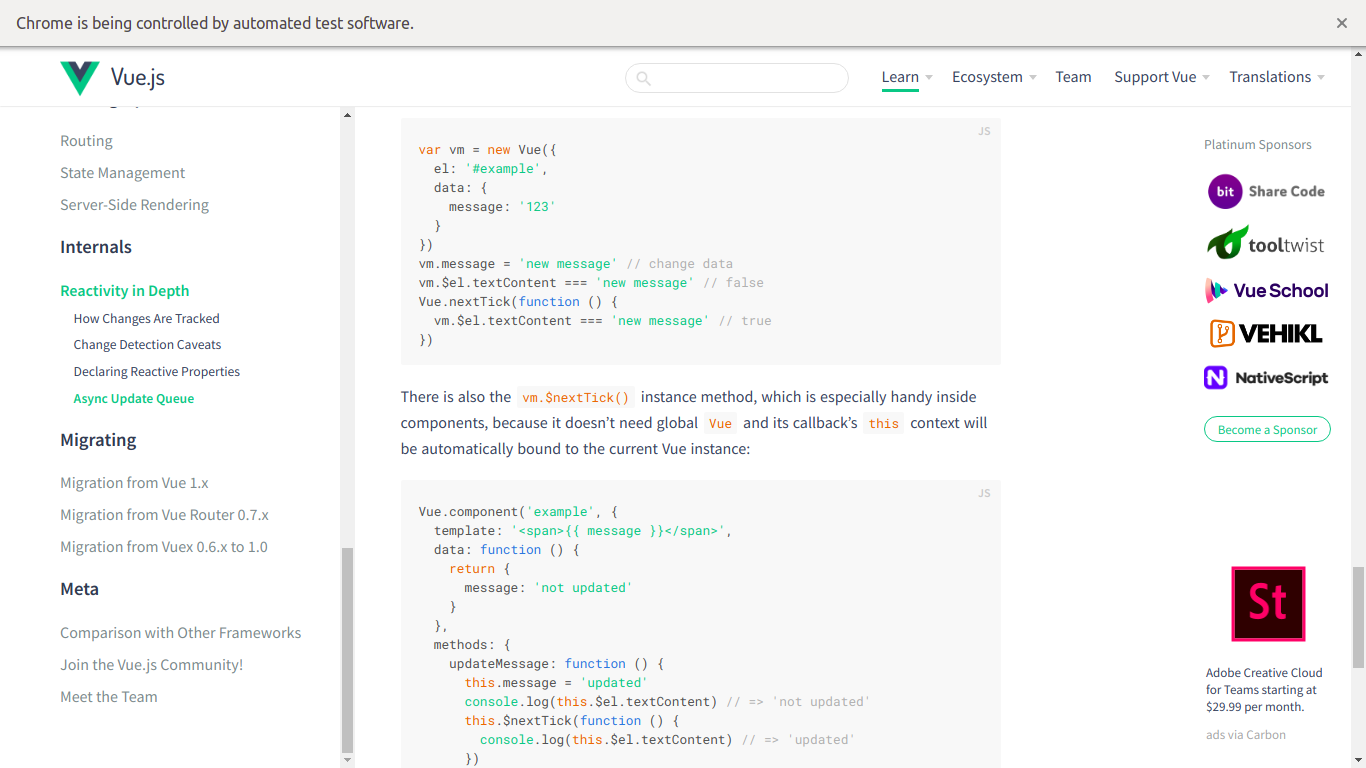 Chrome is being controlled by automated test software.
Vue.js
Learn
Ecosystem
Team
Support Vue
Translations
Routing
State Management
Server-Side Rendering
Internals
Reactivity in Depth
How Changes Are Tracked
Change Detection Caveats
Declaring Reactive Properties
Async Update Queue
Migrating
Migration from Vue 1.x
Migration from Vue Router 0.7.x
Migration from Vuex 0.6.x to 1.0
Meta
Comparison with Other Frameworks
Join the Vue.js Community!
Meet the Team
JS
var vm = new Vue({
  el: '#example',
  data: {
    message: '123'
  }
})
vm.message = 'new message' // change data
vm.$el.textContent === 'new message' // false
Vue.nextTick(function () {
  vm.$el.textContent === 'new message' // true
})
There is also the vm.$nextTick() instance method, which is especially handy inside
components, because it doesn’t need global Vue and its callback’s this context will
be automatically bound to the current Vue instance:
JS
Vue.component('example', {
  template: '<span>{{ message }}</span>',
  data: function () {
    return {
      message: 'not updated'
    }
  },
  methods: {
    updateMessage: function () {
      this.message = 'updated'
      console.log(this.$el.textContent) // => 'not updated'
      this.$nextTick(function () {
        console.log(this.$el.textContent) // => 'updated'
      })
Platinum Sponsors
bit Share Code
tooltwist
Vue School
VEHIKL
NativeScript
Become a Sponsor
St
Adobe Creative Cloud
for Teams starting at
$29.99 per month.
ads via Carbon